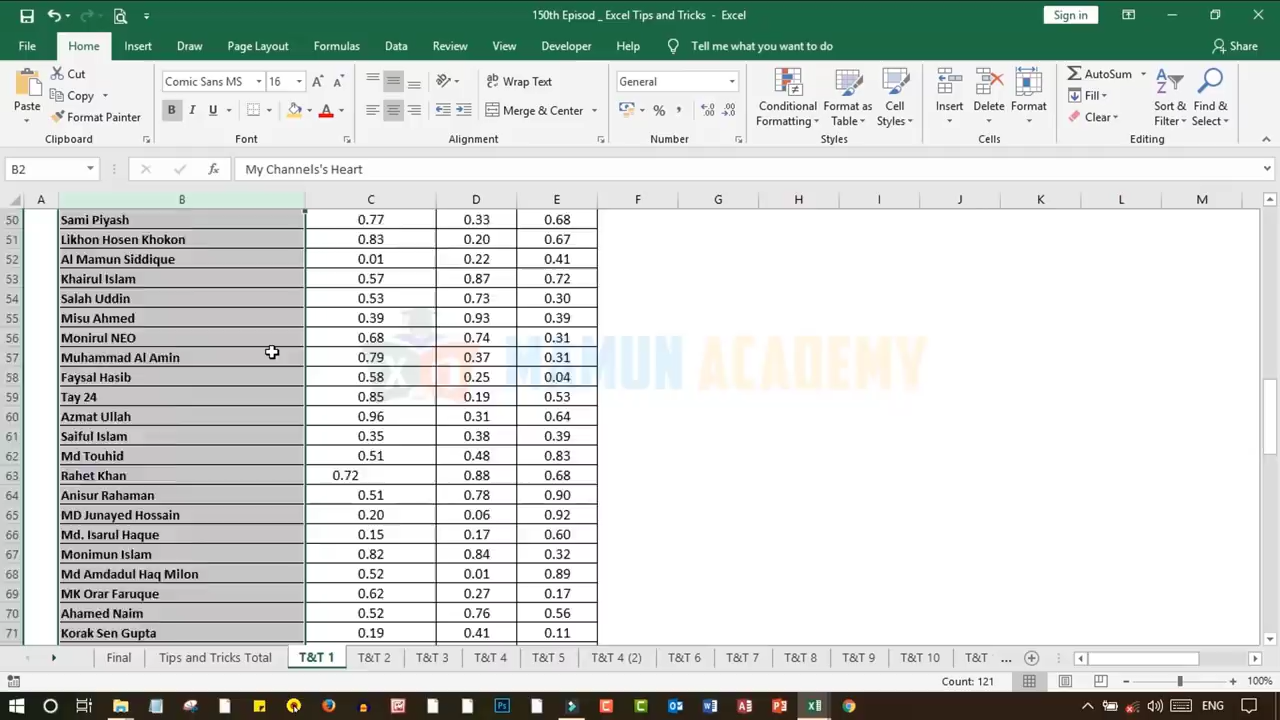 150th Episod _ Excel Tips and Tricks - Excel
Sign in
File Home Insert Draw Page Layout Formulas Data Review View Developer Help Tell me what you want to do Share
Paste
Cut
Copy
Format Painter
Clipboard
Comic Sans MS 16
B I U
Font
Wrap Text
Merge & Center
Alignment
General
Number
Conditional Formatting
Format as Table
Cell Styles
Styles
Insert Delete Format
Cells
AutoSum
Fill
Clear
Sort & Filter
Find & Select
Editing
B2 fx My Channels's Heart
A B C D E F G H I J K L M
50 Sami Piyash 0.77 0.33 0.68
51 Likhon Hosen Khokon 0.83 0.20 0.67
52 Al Mamun Siddique 0.01 0.22 0.41
53 Khairul Islam 0.57 0.87 0.72
54 Salah Uddin 0.53 0.73 0.30
55 Misu Ahmed 0.39 0.93 0.39
56 Monirul NEO 0.68 0.74 0.31
57 Muhammad Al Amin 0.79 0.37 0.31
58 Faysal Hasib 0.58 0.25 0.04
59 Tay 24 0.85 0.19 0.53
60 Azmat Ullah 0.96 0.31 0.64
61 Saiful Islam 0.35 0.38 0.39
62 Md Touhid 0.51 0.48 0.83
63 Rahet Khan 0.72 0.88 0.68
64 Anisur Rahaman 0.51 0.78 0.90
65 MD Junayed Hossain 0.20 0.06 0.92
66 Md. Isarul Haque 0.15 0.17 0.60
67 Monimun Islam 0.82 0.84 0.32
68 Md Amdadul Haq Milon 0.52 0.01 0.89
69 MK Orar Faruque 0.62 0.27 0.17
70 Ahamed Naim 0.52 0.76 0.56
71 Korak Sen Gupta 0.19 0.41 0.11
MAMUN ACADEMY
Final Tips and Tricks Total T&T 1 T&T 2 T&T 3 T&T 4 T&T 5 T&T 4 (2) T&T 6 T&T 7 T&T 8 T&T 9 T&T 10 T&T ...
Count: 121 100%
ENG